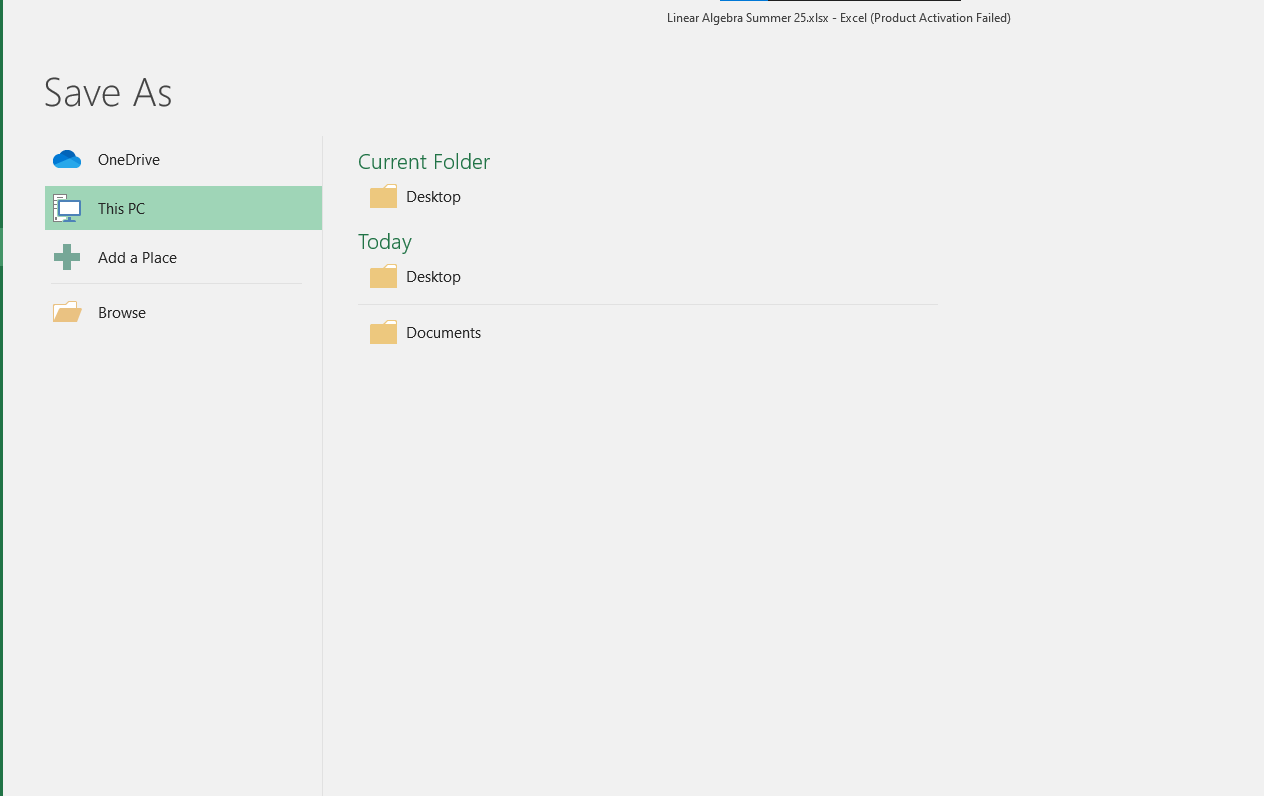 Linear Algebra Summer 25.xlsx - Excel (Product Activation Failed)
Save As
OneDrive
This PC
Add a Place
Browse
Current Folder
Desktop
Today
Desktop
Documents